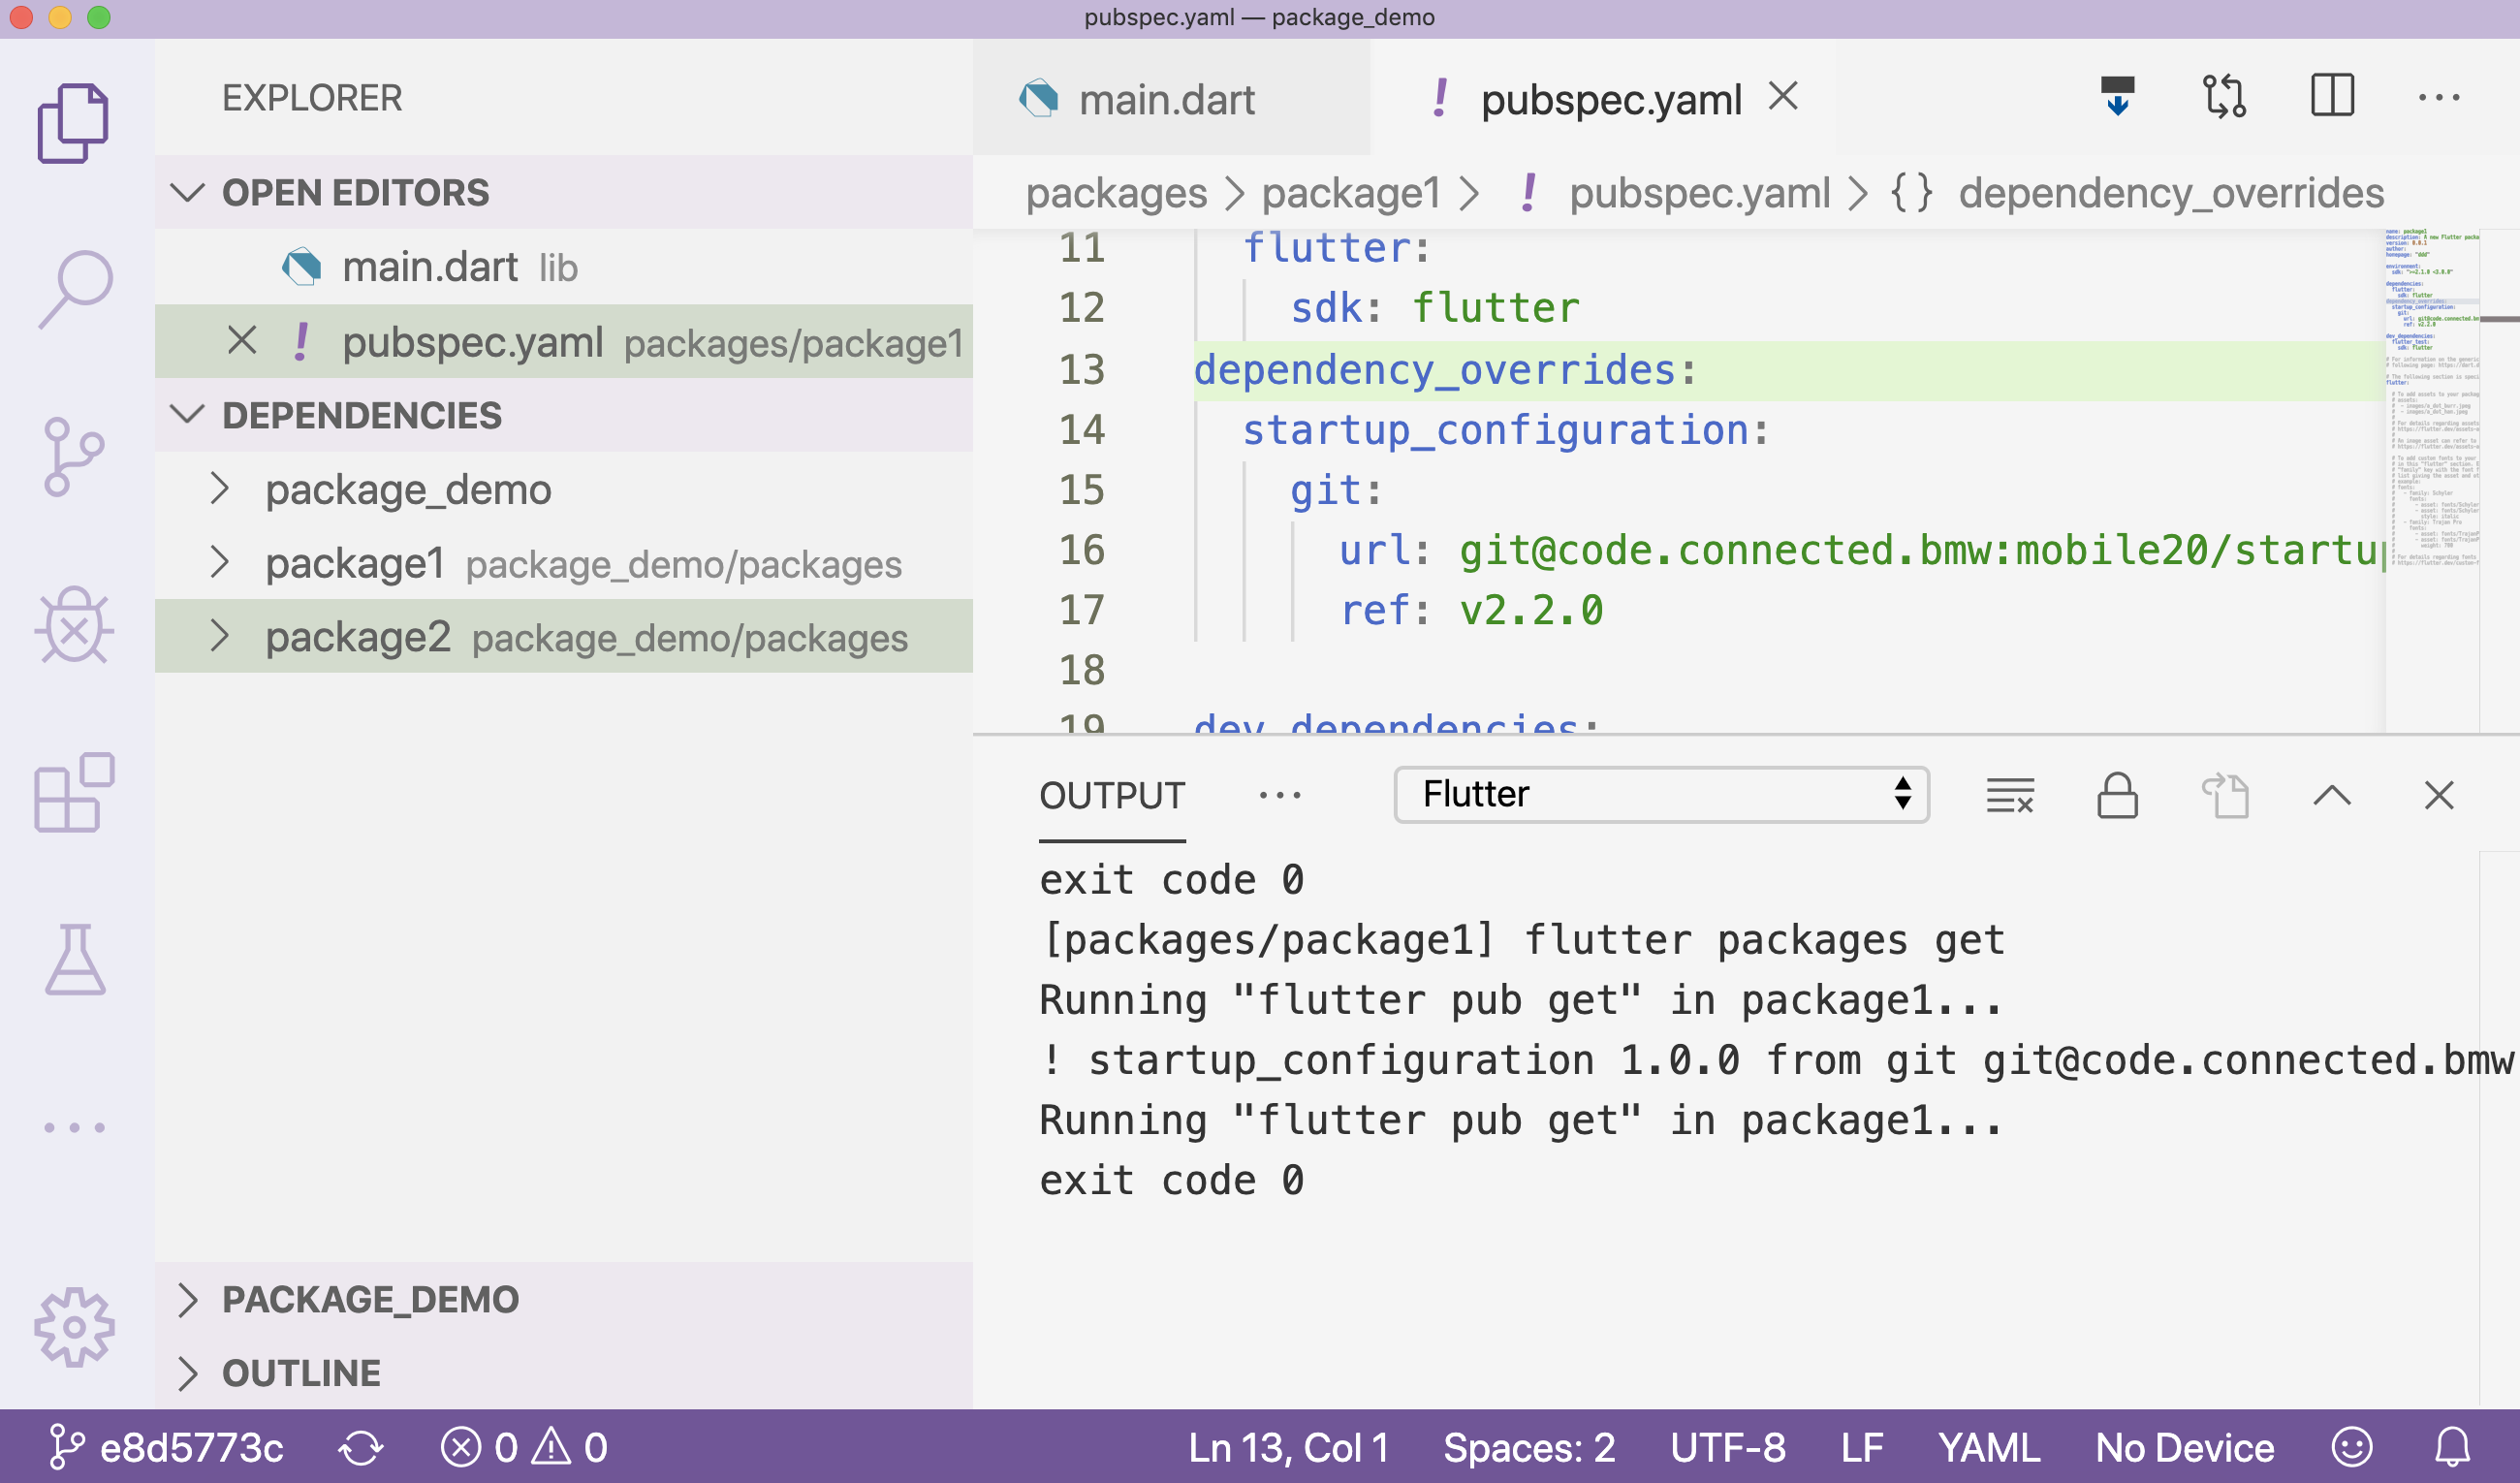 pubspec.yaml — package_demo
EXPLORER
OPEN EDITORS
main.dart lib
pubspec.yaml packages/package1
DEPENDENCIES
package_demo
package1 package_demo/packages
package2 package_demo/packages
PACKAGE_DEMO
OUTLINE
main.dart
! pubspec.yaml
packages > package1 > ! pubspec.yaml > {} dependency_overrides
11 flutter:
12 sdk: flutter
13 dependency_overrides:
14 startup_configuration:
15 git:
16 url: git@code.connected.bmw:mobile20/startu
17 ref: v2.2.0
18
19 dev_dependencies:
OUTPUT ... Flutter
exit code 0
[packages/package1] flutter packages get
Running "flutter pub get" in package1...
! startup_configuration 1.0.0 from git git@code.connected.bmw
Running "flutter pub get" in package1...
exit code 0
e8d5773c 0 0 Ln 13, Col 1 Spaces: 2 UTF-8 LF YAML No Device